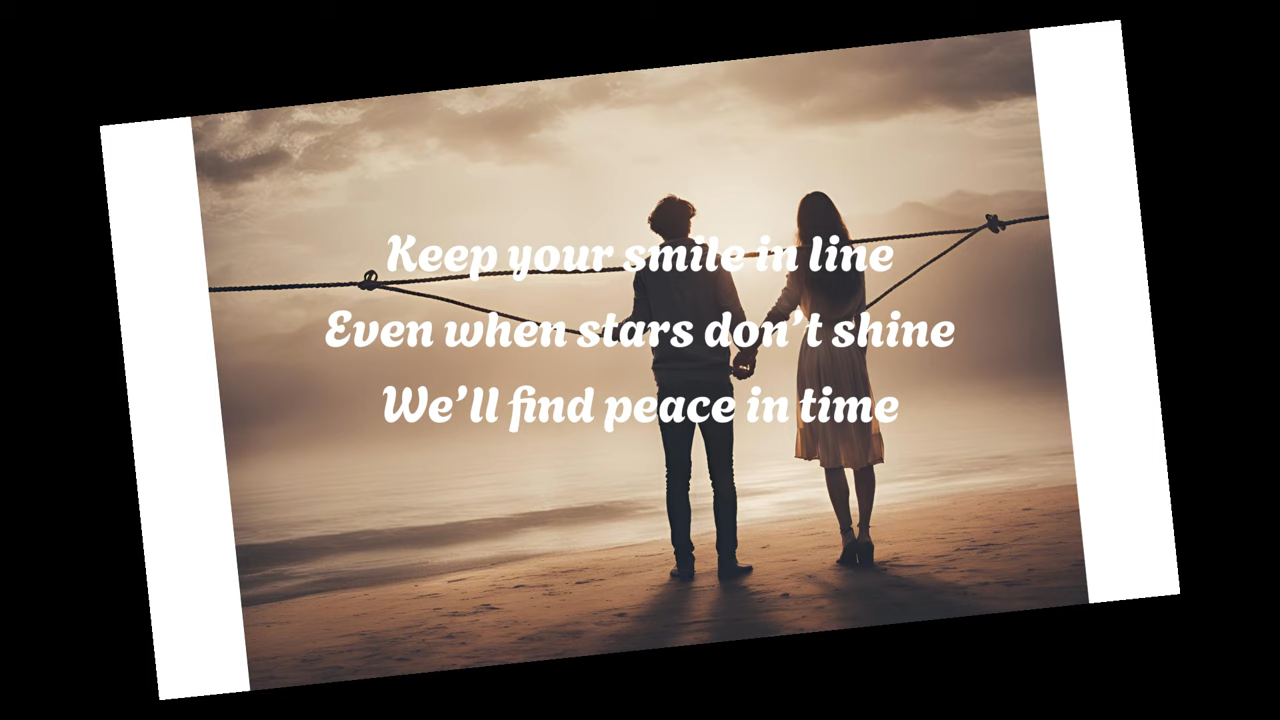 Keep your smile in line
Even when stars don’t shine
We’ll find peace in time